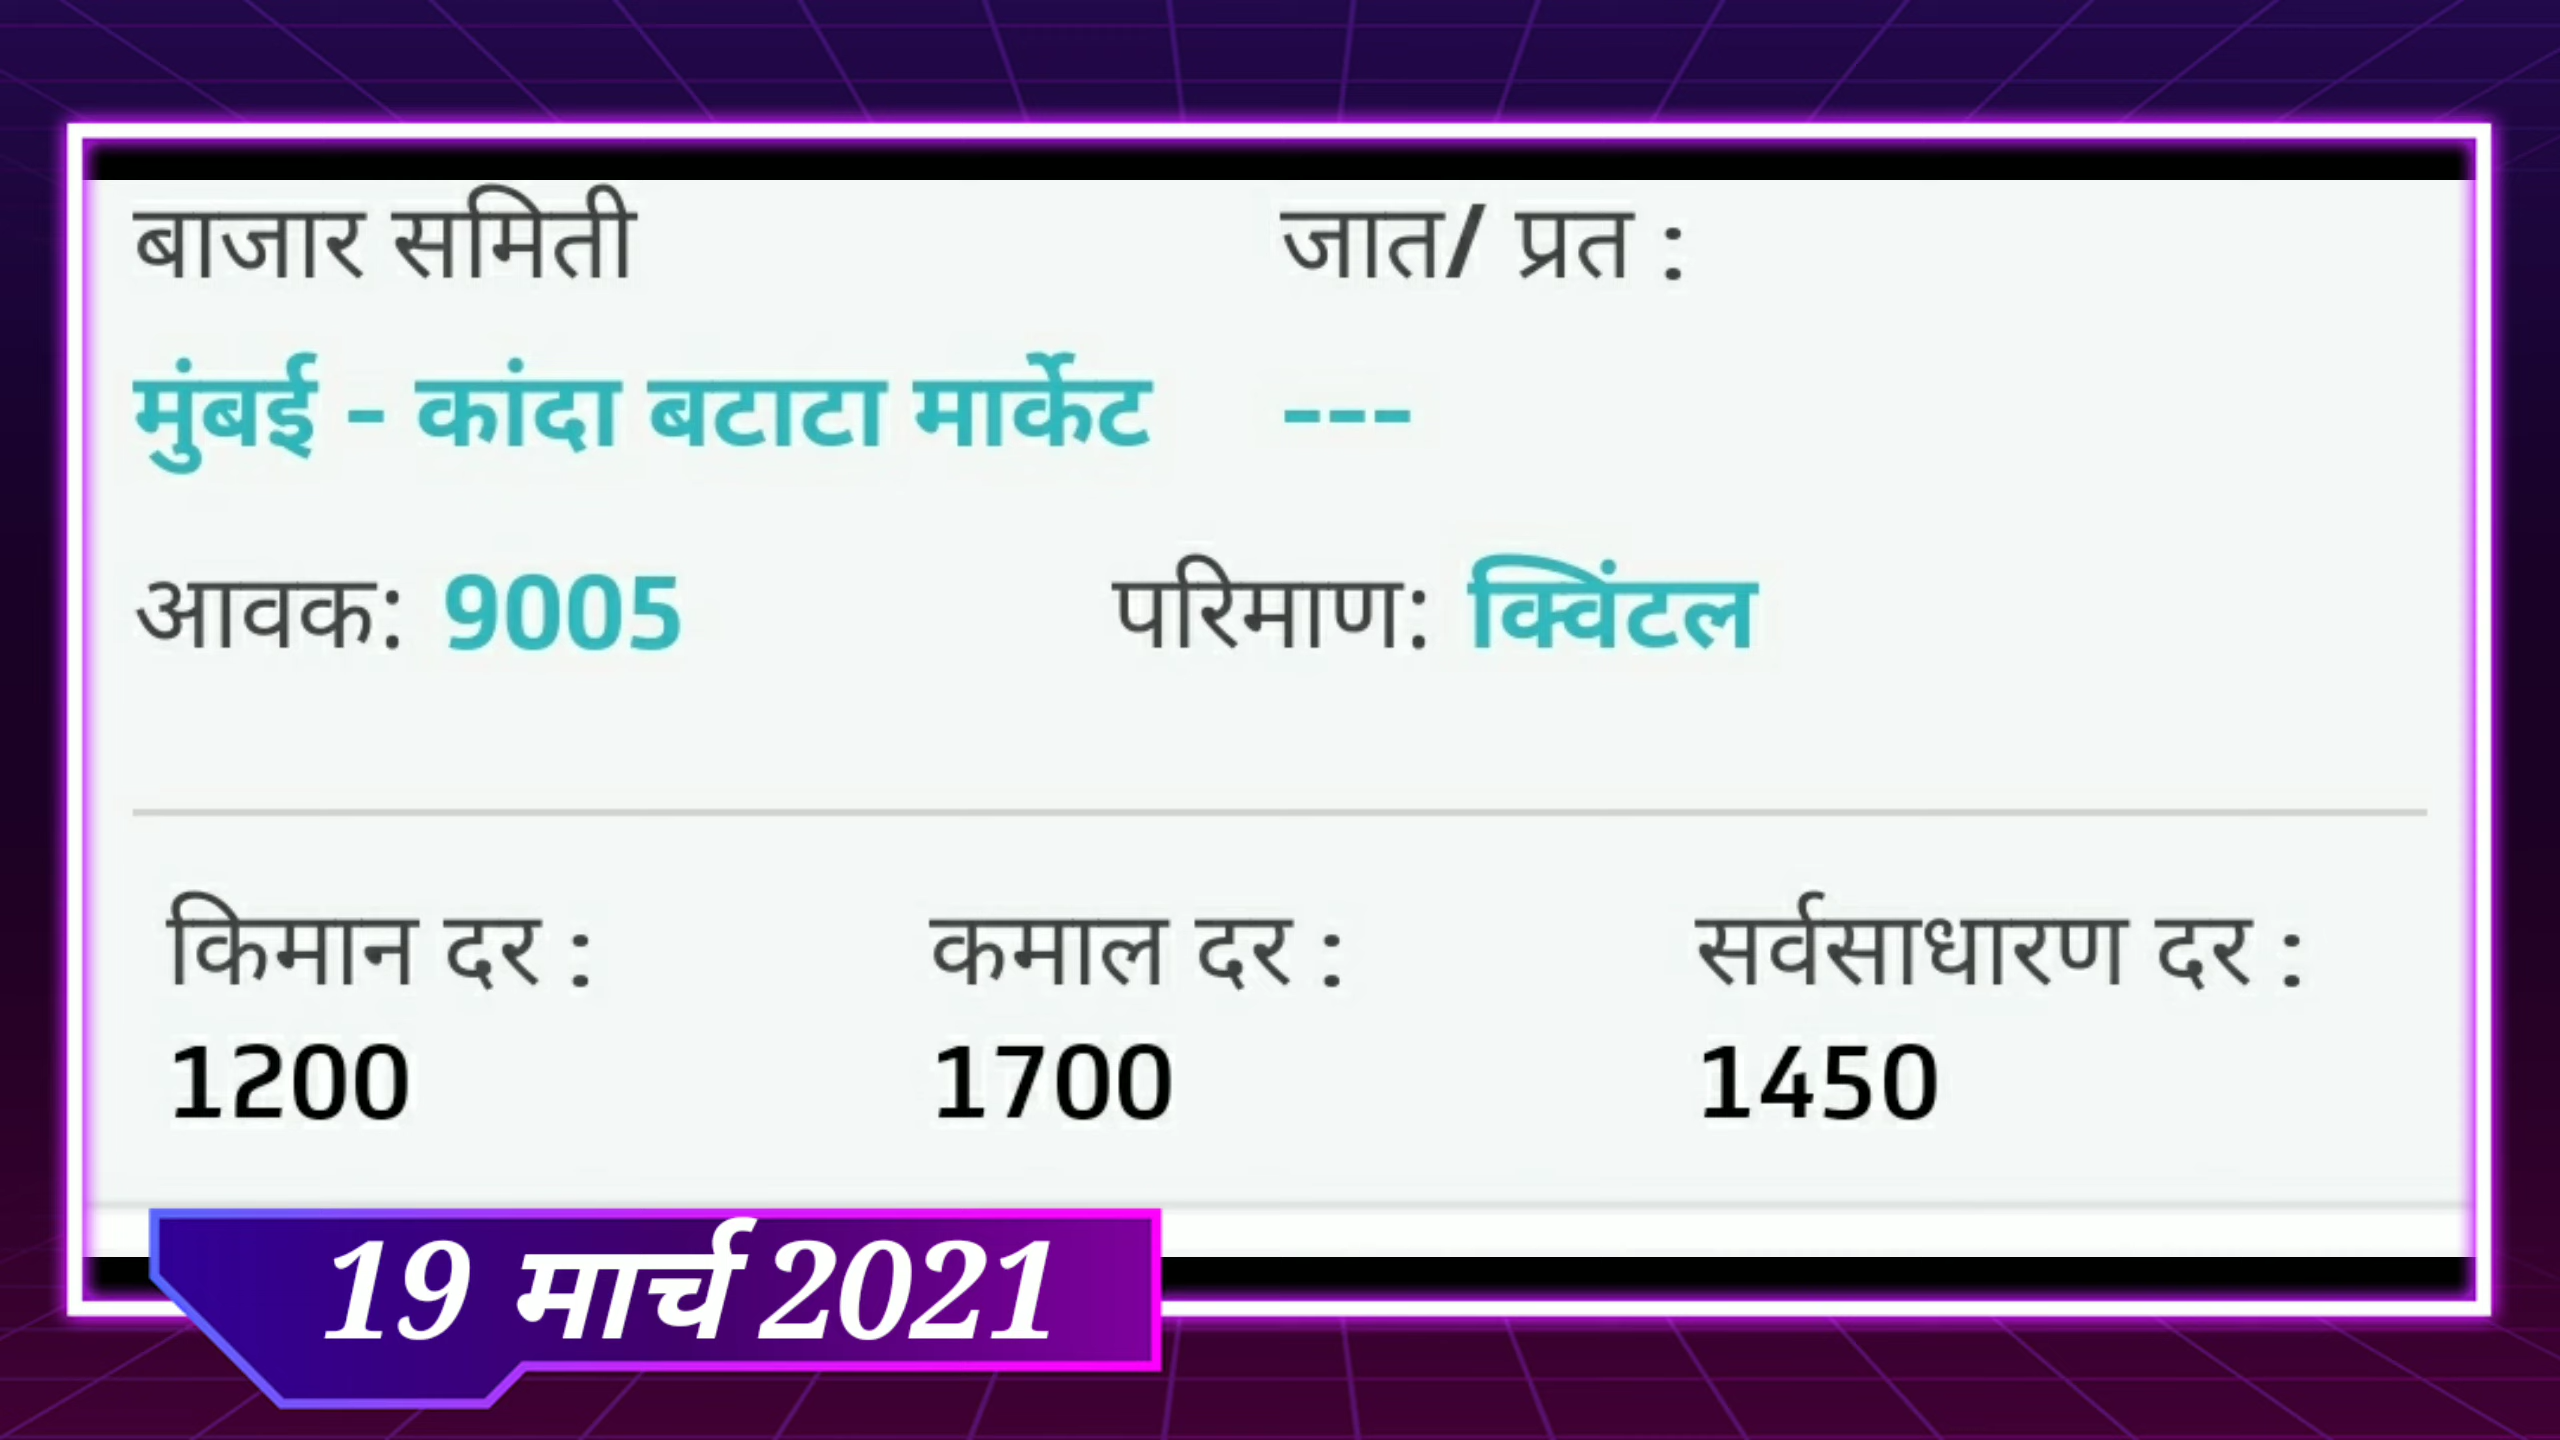 बाजार समिती जात/ प्रत :
मुंबई - कांदा बटाटा मार्केट ---
आवक: 9005 परिमाण: क्विंटल
किमान दर : कमाल दर : सर्वसाधारण दर :
1200 1700 1450
19 मार्च 2021